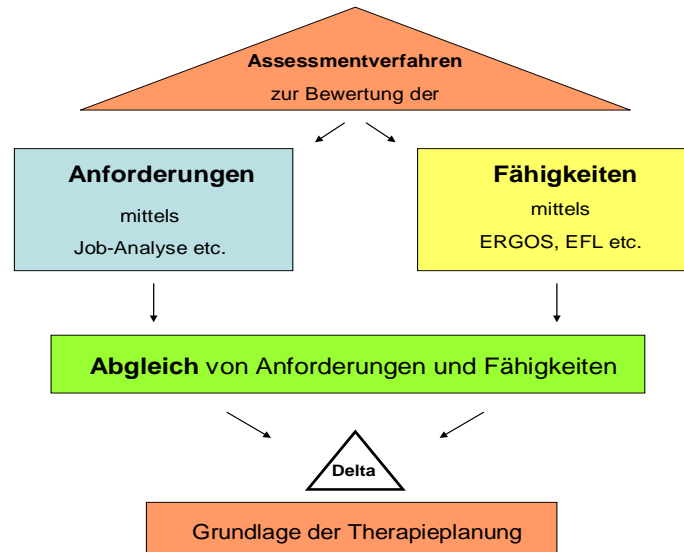 Assessmentverfahren
zur Bewertung der
Anforderungen
mittels
Job-Analyse etc.
Fähigkeiten
mittels
ERGOS, EFL etc.
Abgleich von Anforderungen und Fähigkeiten
Delta
Grundlage der Therapieplanung